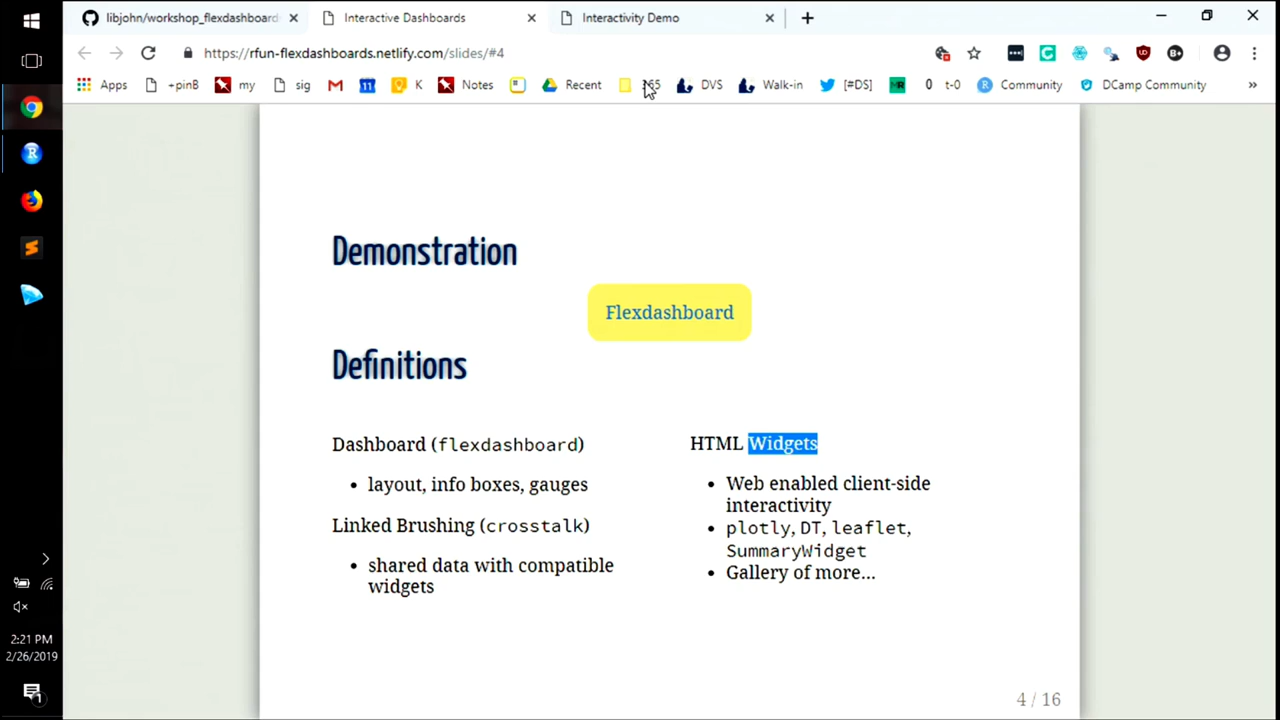 libjohn/workshop_flexdashboard
Interactive Dashboards
Interactivity Demo
https://rfun-flexdashboards.netlify.com/slides/#4
Apps +pinB my sig K Notes Recent DVS Walk-in [#DS] 0 t-0 Community DCamp Community »
Demonstration
Flexdashboard
Definitions
Dashboard (flexdashboard)
• layout, info boxes, gauges
Linked Brushing (crosstalk)
• shared data with compatible
widgets
HTML Widgets
• Web enabled client-side
interactivity
• plotly, DT, leaflet,
SummaryWidget
• Gallery of more...
4 / 16
2:21 PM
2/26/2019